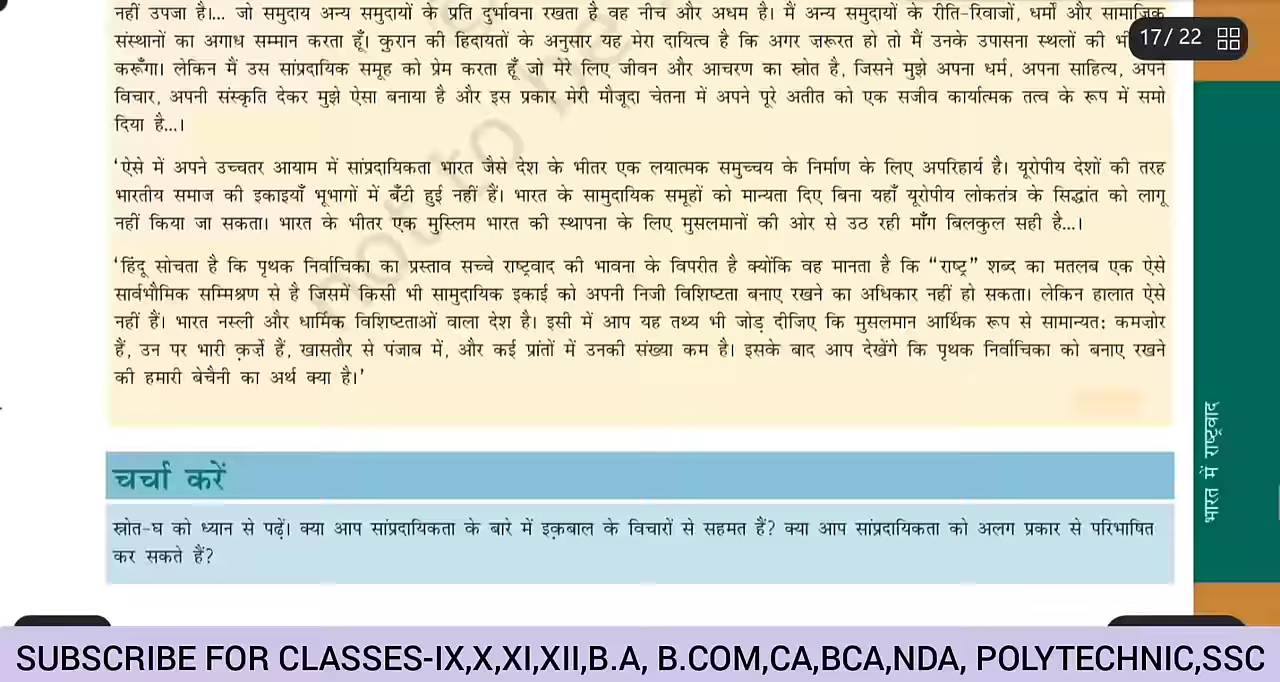 नहीं उपजा है।... जो समुदाय अन्य समुदायों के प्रति दुर्भावना रखता है वह नीच और अधम है। मैं अन्य समुदायों के रीति-रिवाजों, धर्मों और सामाजिक
संस्थानों का अगाध सम्मान करता हूँ। कुरान की हिदायतों के अनुसार यह मेरा दायित्व है कि अगर ज़रूरत हो तो मैं उनके उपासना स्थलों की भी
17/ 22
करूँगा। लेकिन मैं उस सांप्रदायिक समूह को प्रेम करता हूँ जो मेरे लिए जीवन और आचरण का स्रोत है, जिसने मुझे अपना धर्म, अपना साहित्य, अपने
विचार, अपनी संस्कृति देकर मुझे ऐसा बनाया है और इस प्रकार मेरी मौजूदा चेतना में अपने पूरे अतीत को एक सजीव कार्यात्मक तत्व के रूप में समो
दिया है...।
'ऐसे में अपने उच्चतर आयाम में सांप्रदायिकता भारत जैसे देश के भीतर एक लयात्मक समुच्चय के निर्माण के लिए अपरिहार्य है। यूरोपीय देशों की तरह
भारतीय समाज की इकाइयाँ भूभागों में बँटी हुई नहीं हैं। भारत के सामुदायिक समूहों को मान्यता दिए बिना यहाँ यूरोपीय लोकतंत्र के सिद्धांत को लागू
नहीं किया जा सकता। भारत के भीतर एक मुस्लिम भारत की स्थापना के लिए मुसलमानों की ओर से उठ रही माँग बिलकुल सही है...।
'हिंदू सोचता है कि पृथक निर्वाचिका का प्रस्ताव सच्चे राष्ट्रवाद की भावना के विपरीत है क्योंकि वह मानता है कि “राष्ट्र” शब्द का मतलब एक ऐसे
सार्वभौमिक सम्मिश्रण से है जिसमें किसी भी सामुदायिक इकाई को अपनी निजी विशिष्टता बनाए रखने का अधिकार नहीं हो सकता। लेकिन हालात ऐसे
नहीं हैं। भारत नस्ली और धार्मिक विशिष्टताओं वाला देश है। इसी में आप यह तथ्य भी जोड़ दीजिए कि मुसलमान आर्थिक रूप से सामान्यत: कमज़ोर
हैं, उन पर भारी क़र्ज़े हैं, खासतौर से पंजाब में, और कई प्रांतों में उनकी संख्या कम है। इसके बाद आप देखेंगे कि पृथक निर्वाचिका को बनाए रखने
की हमारी बेचैनी का अर्थ क्या है।'
not to be
भारत में राष्ट्रवाद
चर्चा करें
स्रोत-घ को ध्यान से पढ़ें। क्या आप सांप्रदायिकता के बारे में इक़बाल के विचारों से सहमत हैं? क्या आप सांप्रदायिकता को अलग प्रकार से परिभाषित
कर सकते हैं?
SUBSCRIBE FOR CLASSES-IX,X,XI,XII,B.A, B.COM,CA,BCA,NDA, POLYTECHNIC,SSC